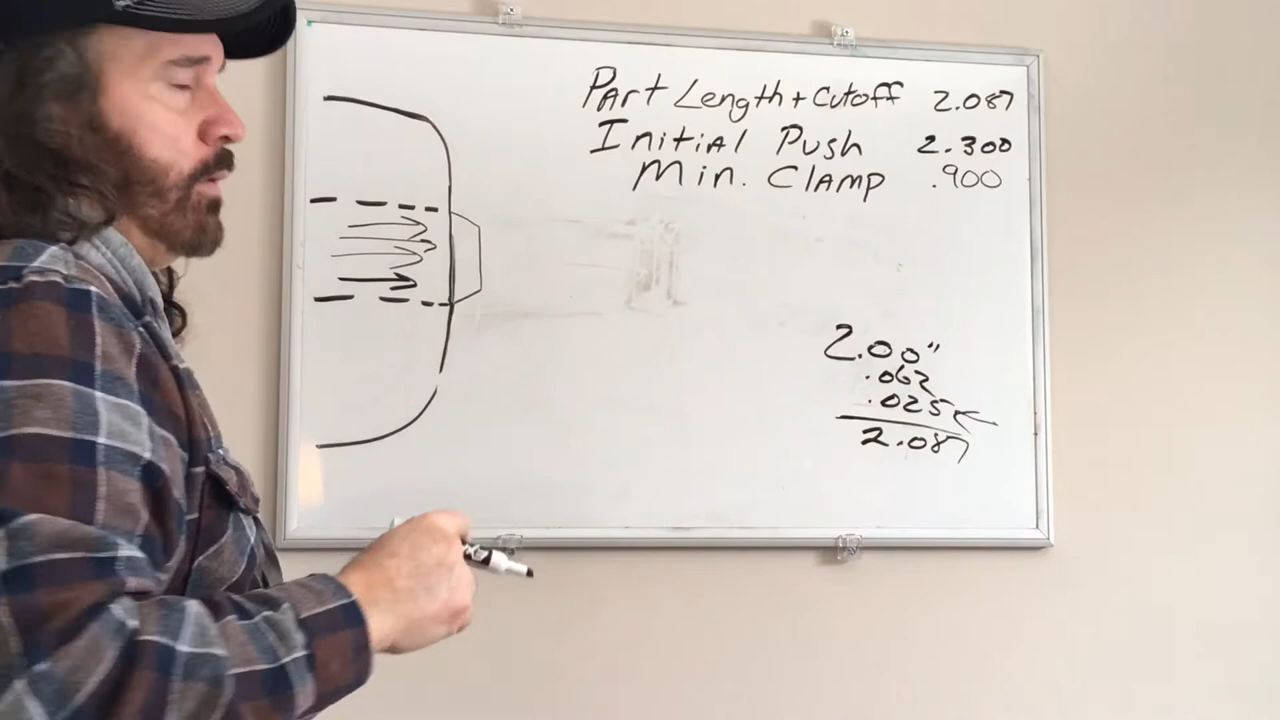 Part Length + Cutoff 2.087
Initial Push 2.300
Min. Clamp .900
2.00"
.062
.025
2.087